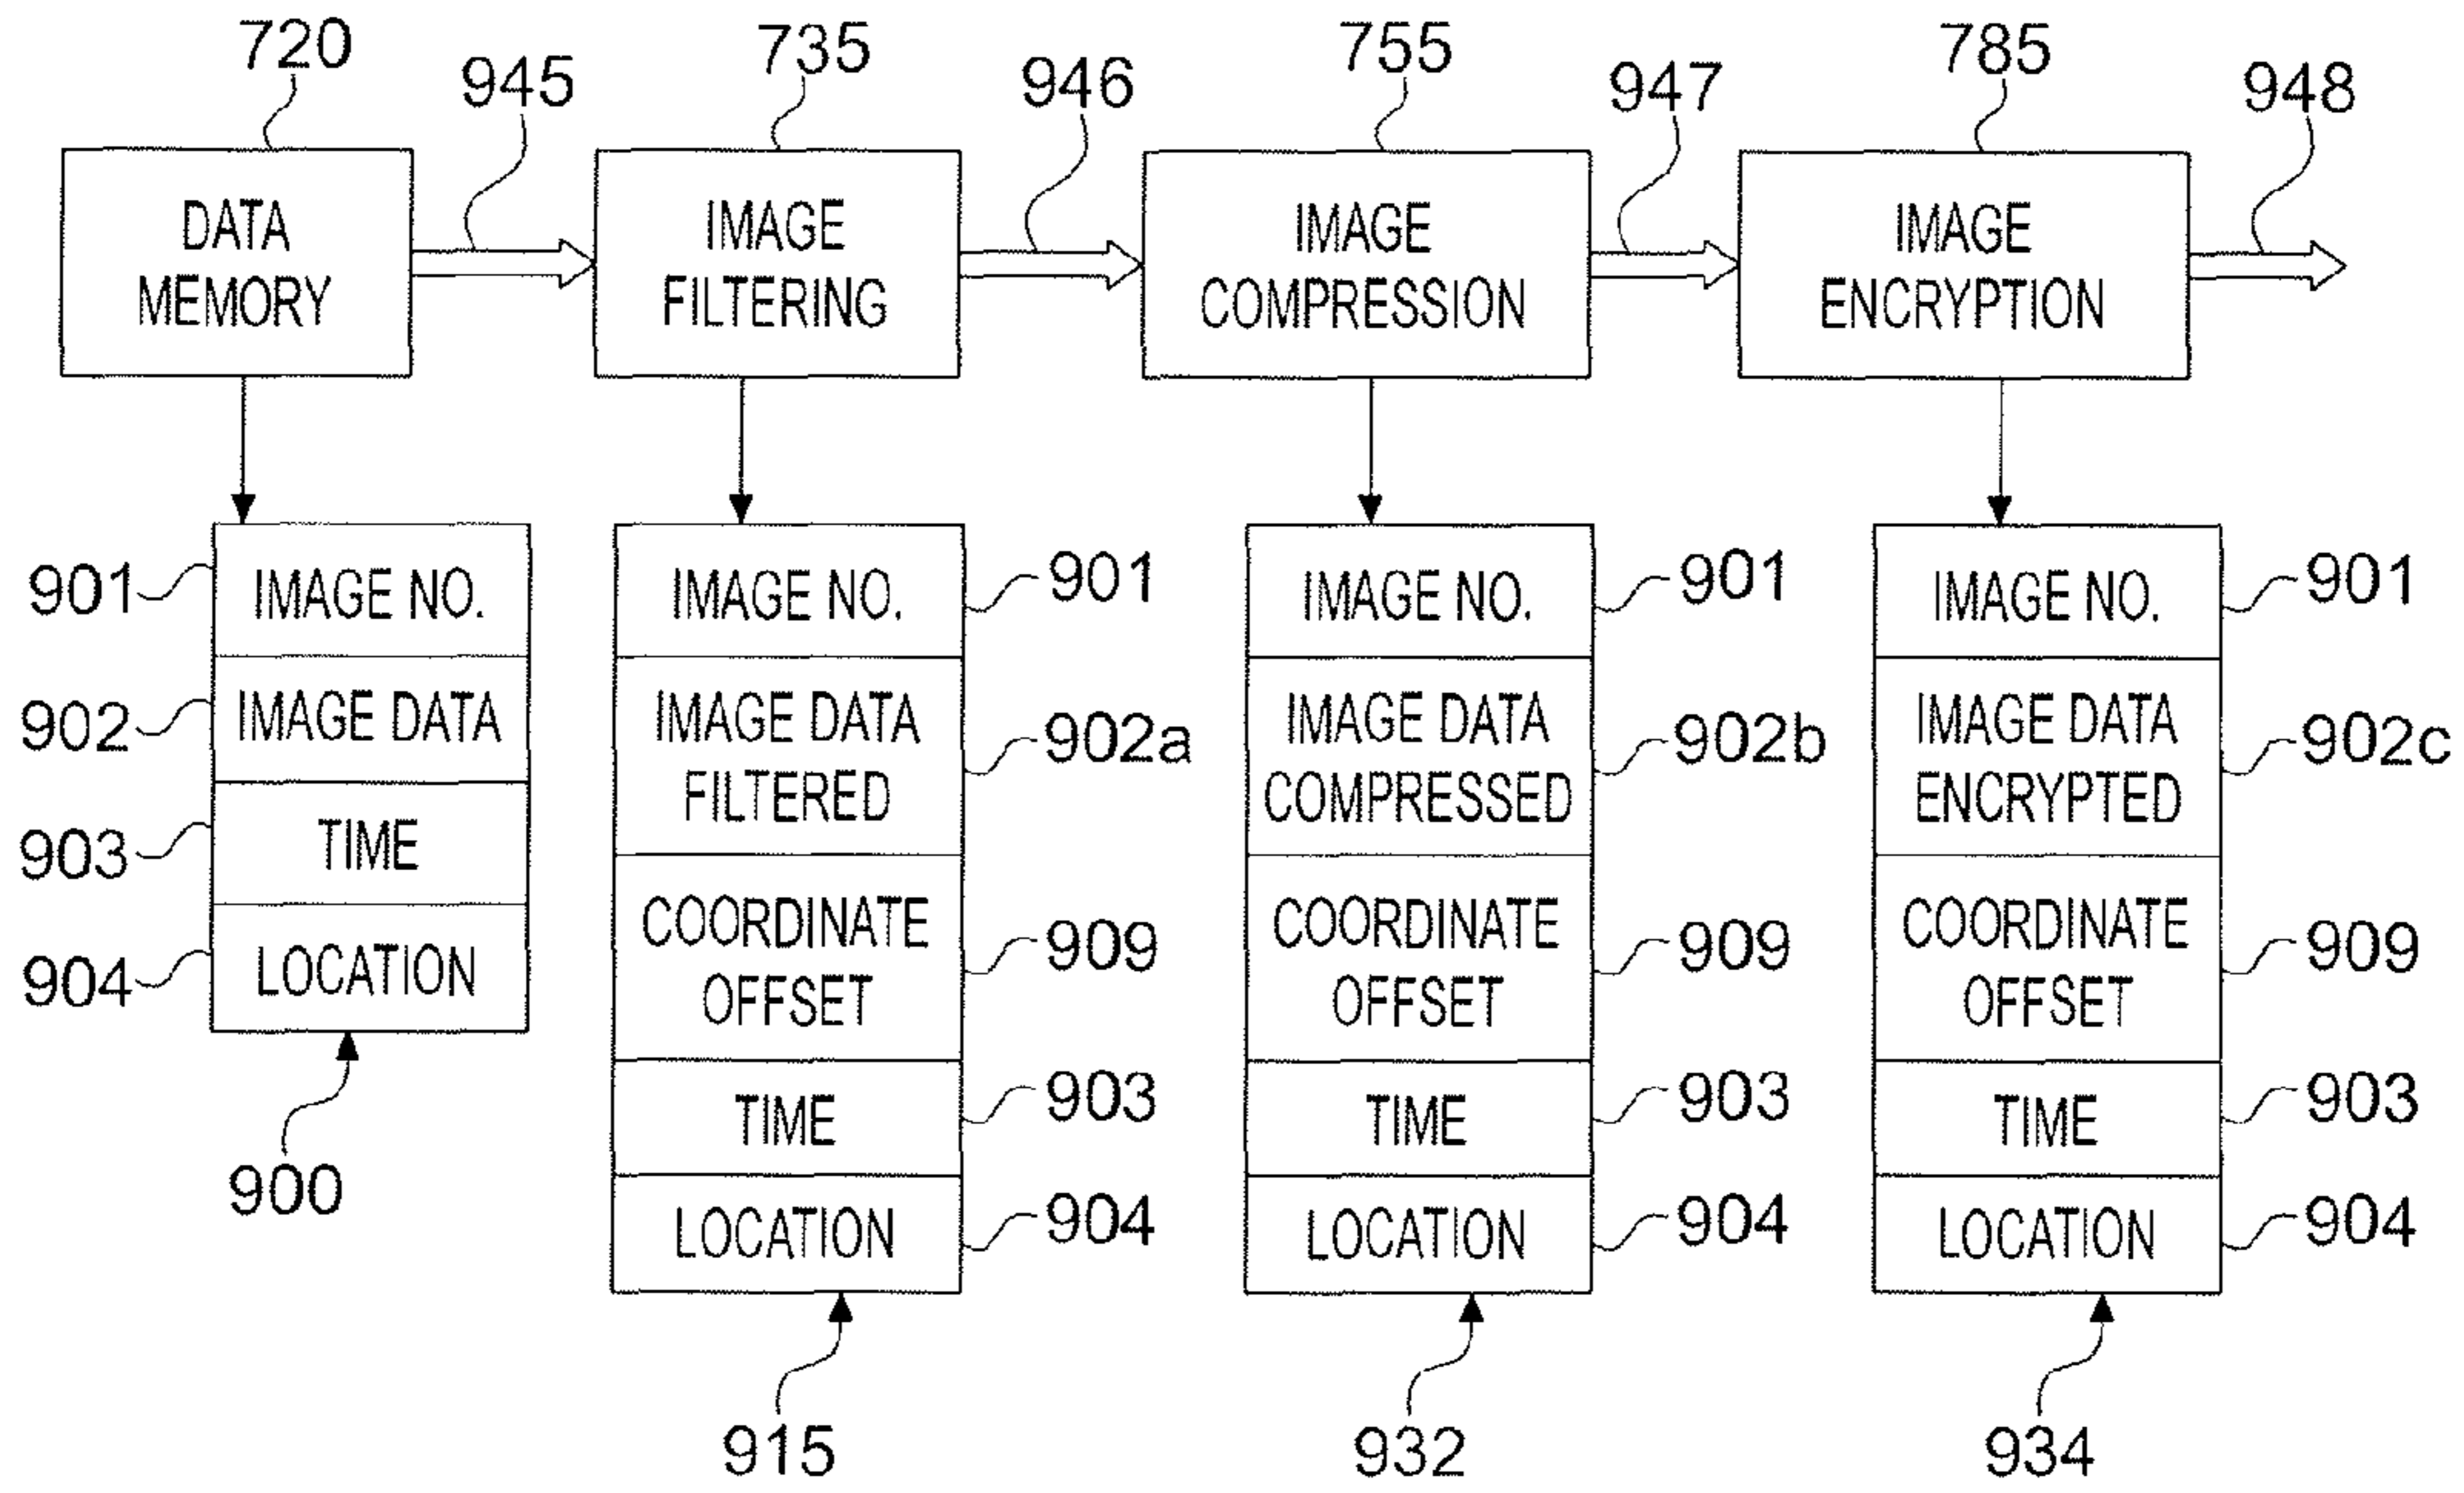 720
945
735
946
755
947
785
948
DATA
MEMORY
IMAGE
FILTERING
IMAGE
COMPRESSION
IMAGE
ENCRYPTION
901
IMAGE NO.
902
IMAGE DATA
903
TIME
904
LOCATION
900
IMAGE NO.
901
IMAGE DATA
FILTERED
902a
COORDINATE
OFFSET
909
TIME
903
LOCATION
904
915
IMAGE NO.
901
IMAGE DATA
COMPRESSED
902b
COORDINATE
OFFSET
909
TIME
903
LOCATION
904
932
IMAGE NO.
901
IMAGE DATA
ENCRYPTED
902c
COORDINATE
OFFSET
909
TIME
903
LOCATION
904
934